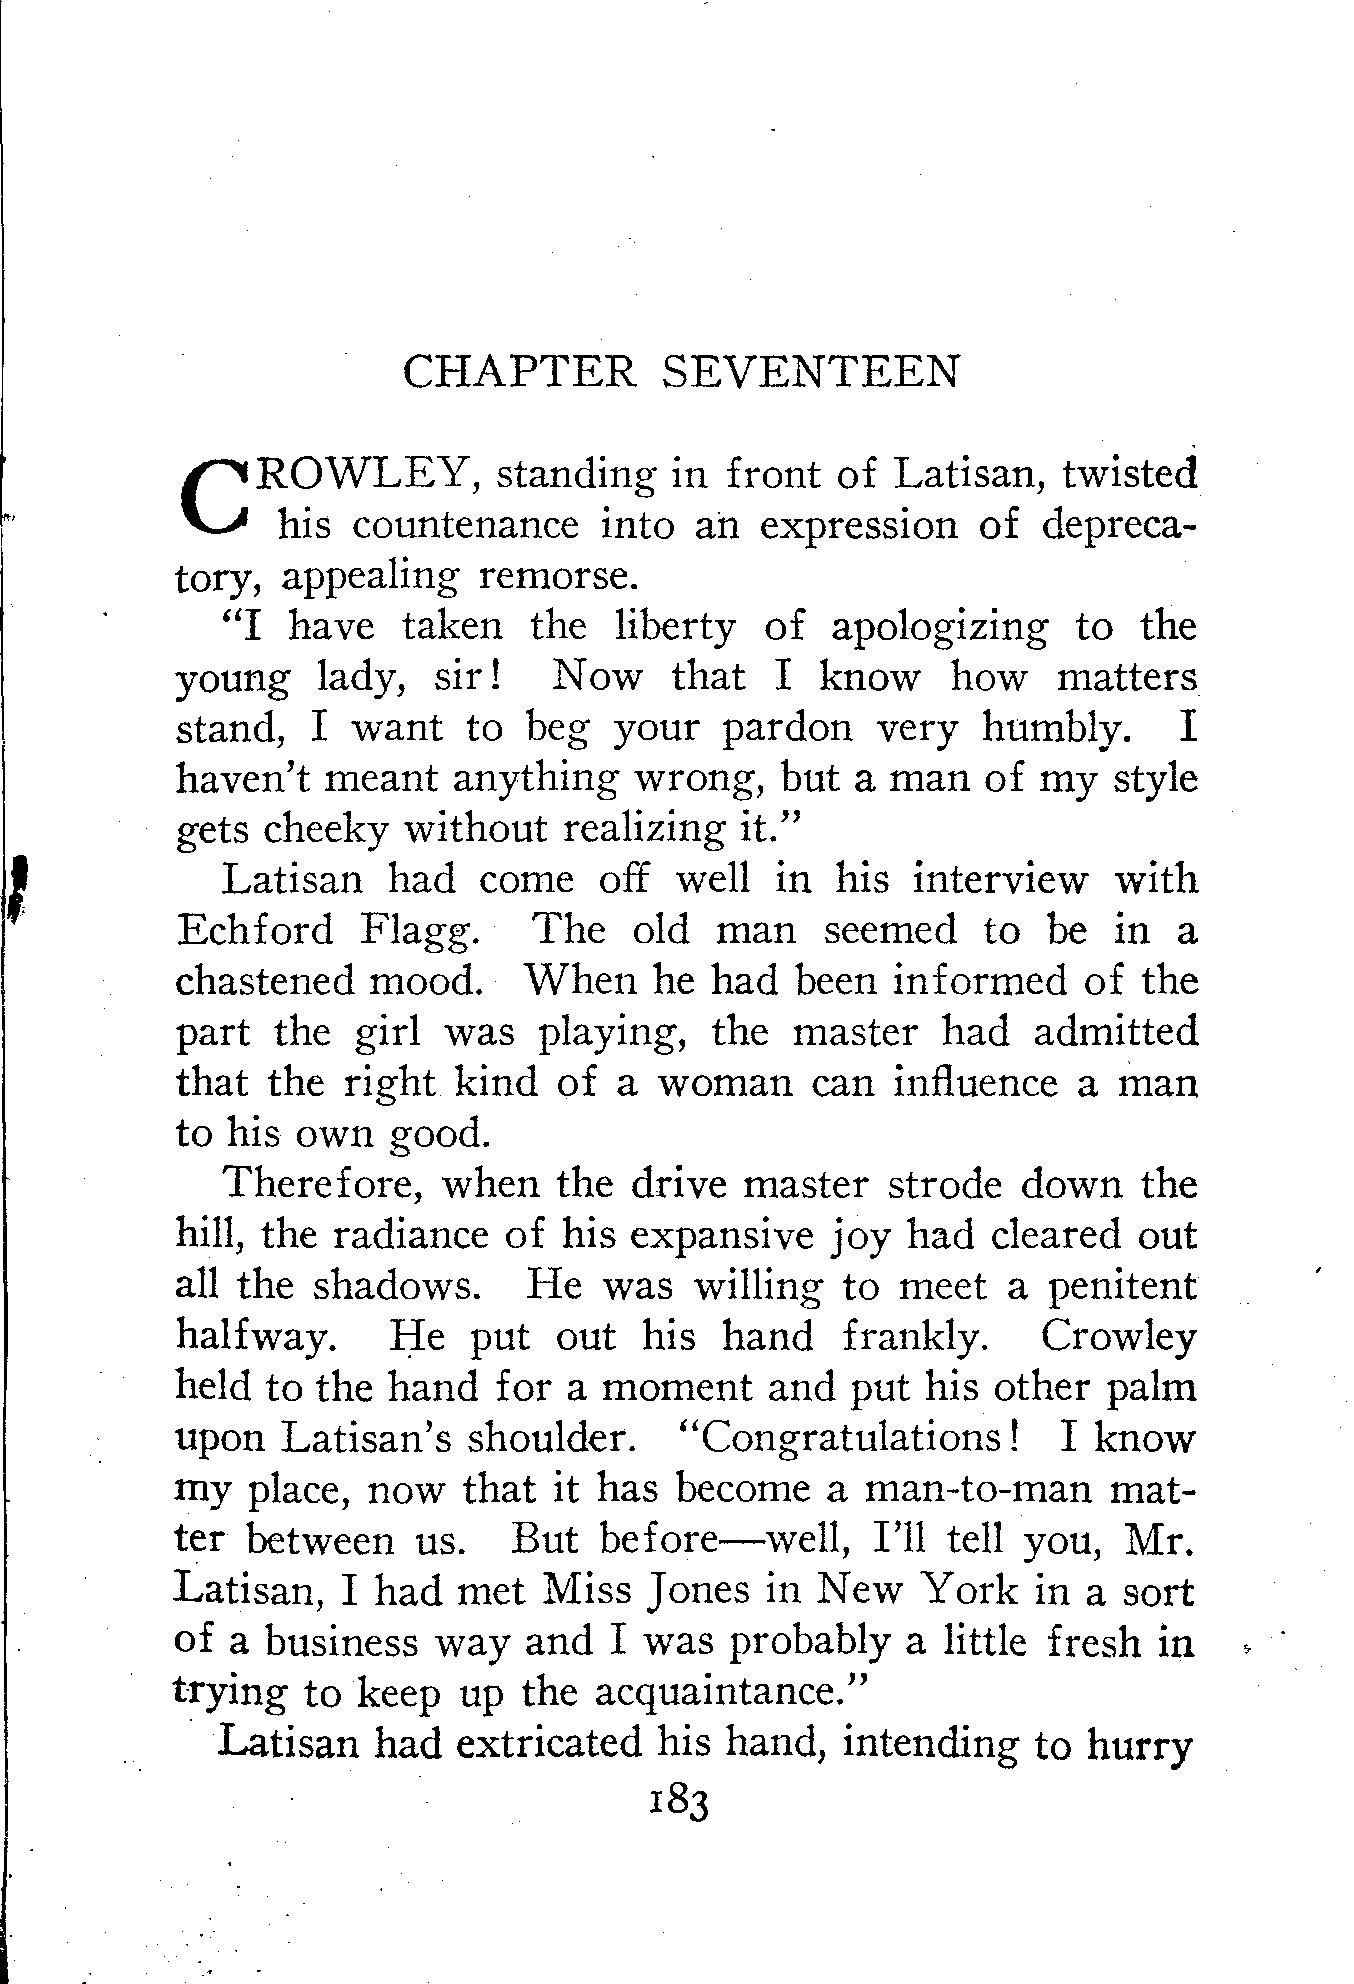 CHAPTER SEVENTEEN
CROWLEY, standing in front of Latisan, twisted
his countenance into an expression of depreca-
tory, appealing remorse.
"I have taken the liberty of apologizing to the
young lady, sir! Now that I know how matters
stand, I want to beg your pardon very humbly. I
haven't meant anything wrong, but a man of my style
gets cheeky without realizing it."
Latisan had come off well in his interview with
Echford Flagg. The old man seemed to be in a
chastened mood. When he had been informed of the
part the girl was playing, the master had admitted
that the right kind of a woman can influence a man
to his own good.
Therefore, when the drive master strode down the
hill, the radiance of his expansive joy had cleared out
all the shadows. He was willing to meet a penitent
halfway. He put out his hand frankly. Crowley
held to the hand for a moment and put his other palm
upon Latisan's shoulder. "Congratulations! I know
my place, now that it has become a man-to-man mat-
ter between us. But before—well, I'll tell you, Mr.
Latisan, I had met Miss Jones in New York in a sort
of a business way and I was probably a little fresh in
trying to keep up the acquaintance."
Latisan had extricated his hand, intending to hurry
183